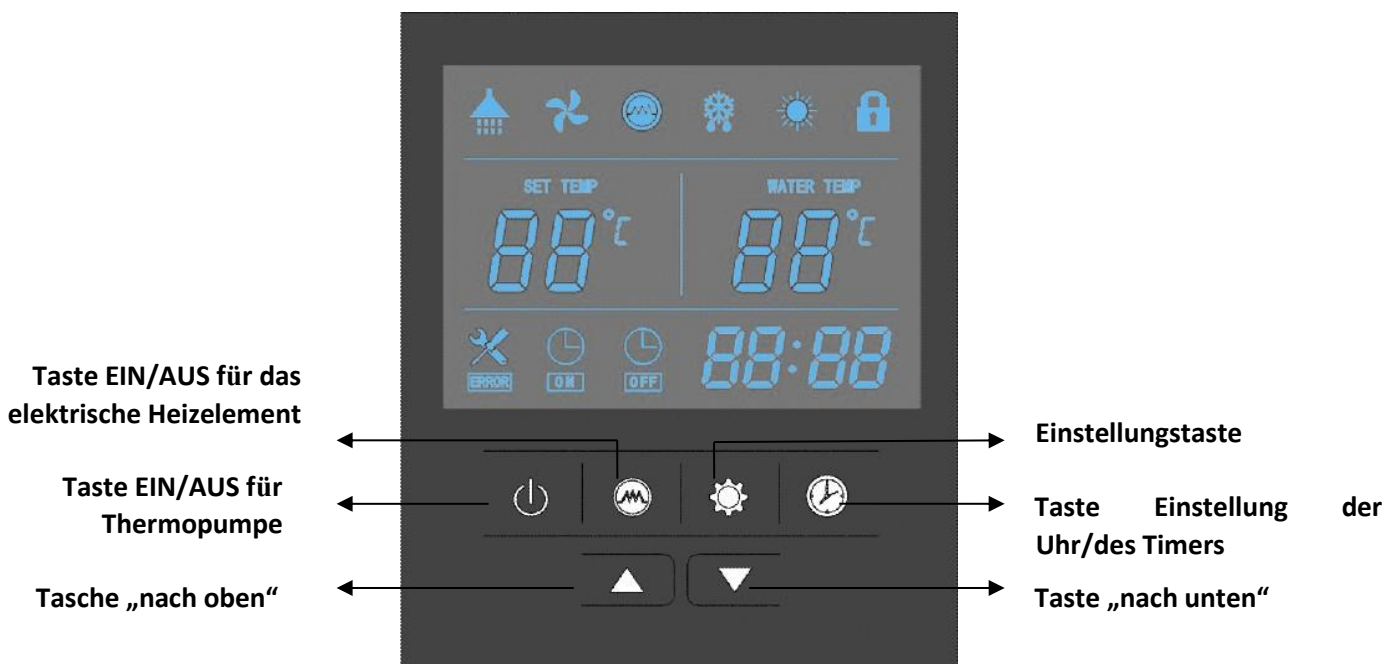 SET TEMP
WATER TEMP
88°C
88°C
ERROR
ON
OFF
88:88
Taste EIN/AUS für das
elektrische Heizelement
Einstellungstaste
Taste EIN/AUS für
Thermopumpe
Taste Einstellung der
Uhr/des Timers
Tasche „nach oben“
Taste „nach unten“